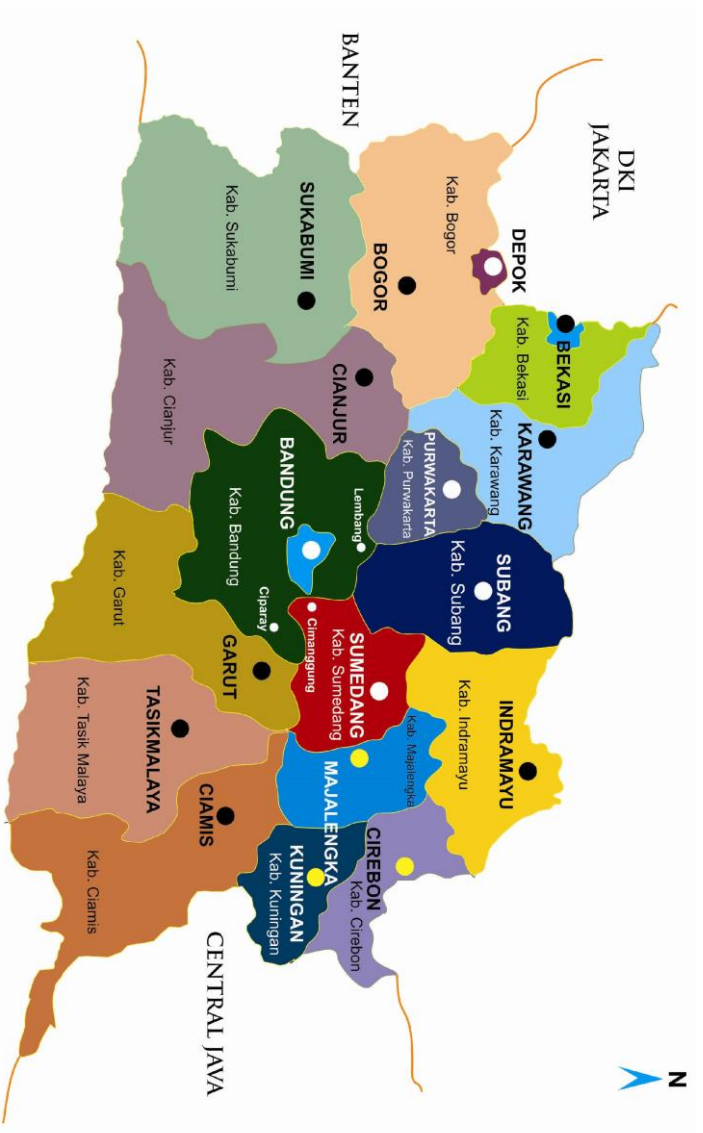 BANTEN
DKI
JAKARTA
DEPOK
Kab. Bogor
BOGOR
SUKABUMI
Kab. Sukabumi
BEKASI
Kab. Bekasi
KARAWANG
Kab. Karawang
PURWAKARTA
Kab. Purwakarta
CIANJUR
Kab. Cianjur
SUBANG
Kab. Subang
Lembang
BANDUNG
Kab. Bandung
Ciparay
Cimanggung
SUMEDANG
Kab. Sumedang
GARUT
Kab. Garut
INDRAMAYU
Kab. Indramayu
Kab. Majalengka
MAJALENGKA
TASIKMALAYA
Kab. Tasik Malaya
CIAMIS
Kab. Ciamis
CIREBON
Kab. Cirebon
KUNINGAN
Kab. Kuningan
CENTRAL JAVA
N